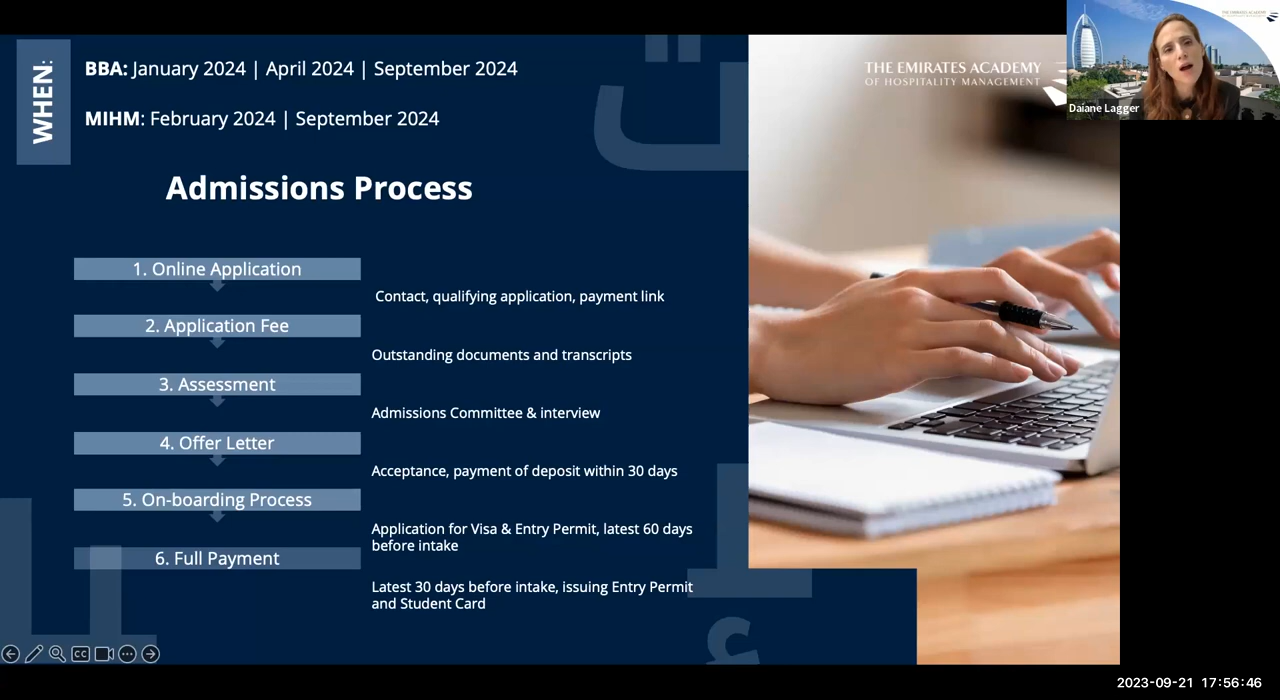 WHEN:
BBA: January 2024 | April 2024 | September 2024
MIHM: February 2024 | September 2024
Admissions Process
1. Online Application
Contact, qualifying application, payment link
2. Application Fee
Outstanding documents and transcripts
3. Assessment
Admissions Committee & interview
4. Offer Letter
Acceptance, payment of deposit within 30 days
5. On-boarding Process
Application for Visa & Entry Permit, latest 60 days
before intake
6. Full Payment
Latest 30 days before intake, issuing Entry Permit
and Student Card
THE EMIRATES ACADEMY
OF HOSPITALITY MANAGEMENT
Daiane Lagger
CC
2023-09-21 17:56:46